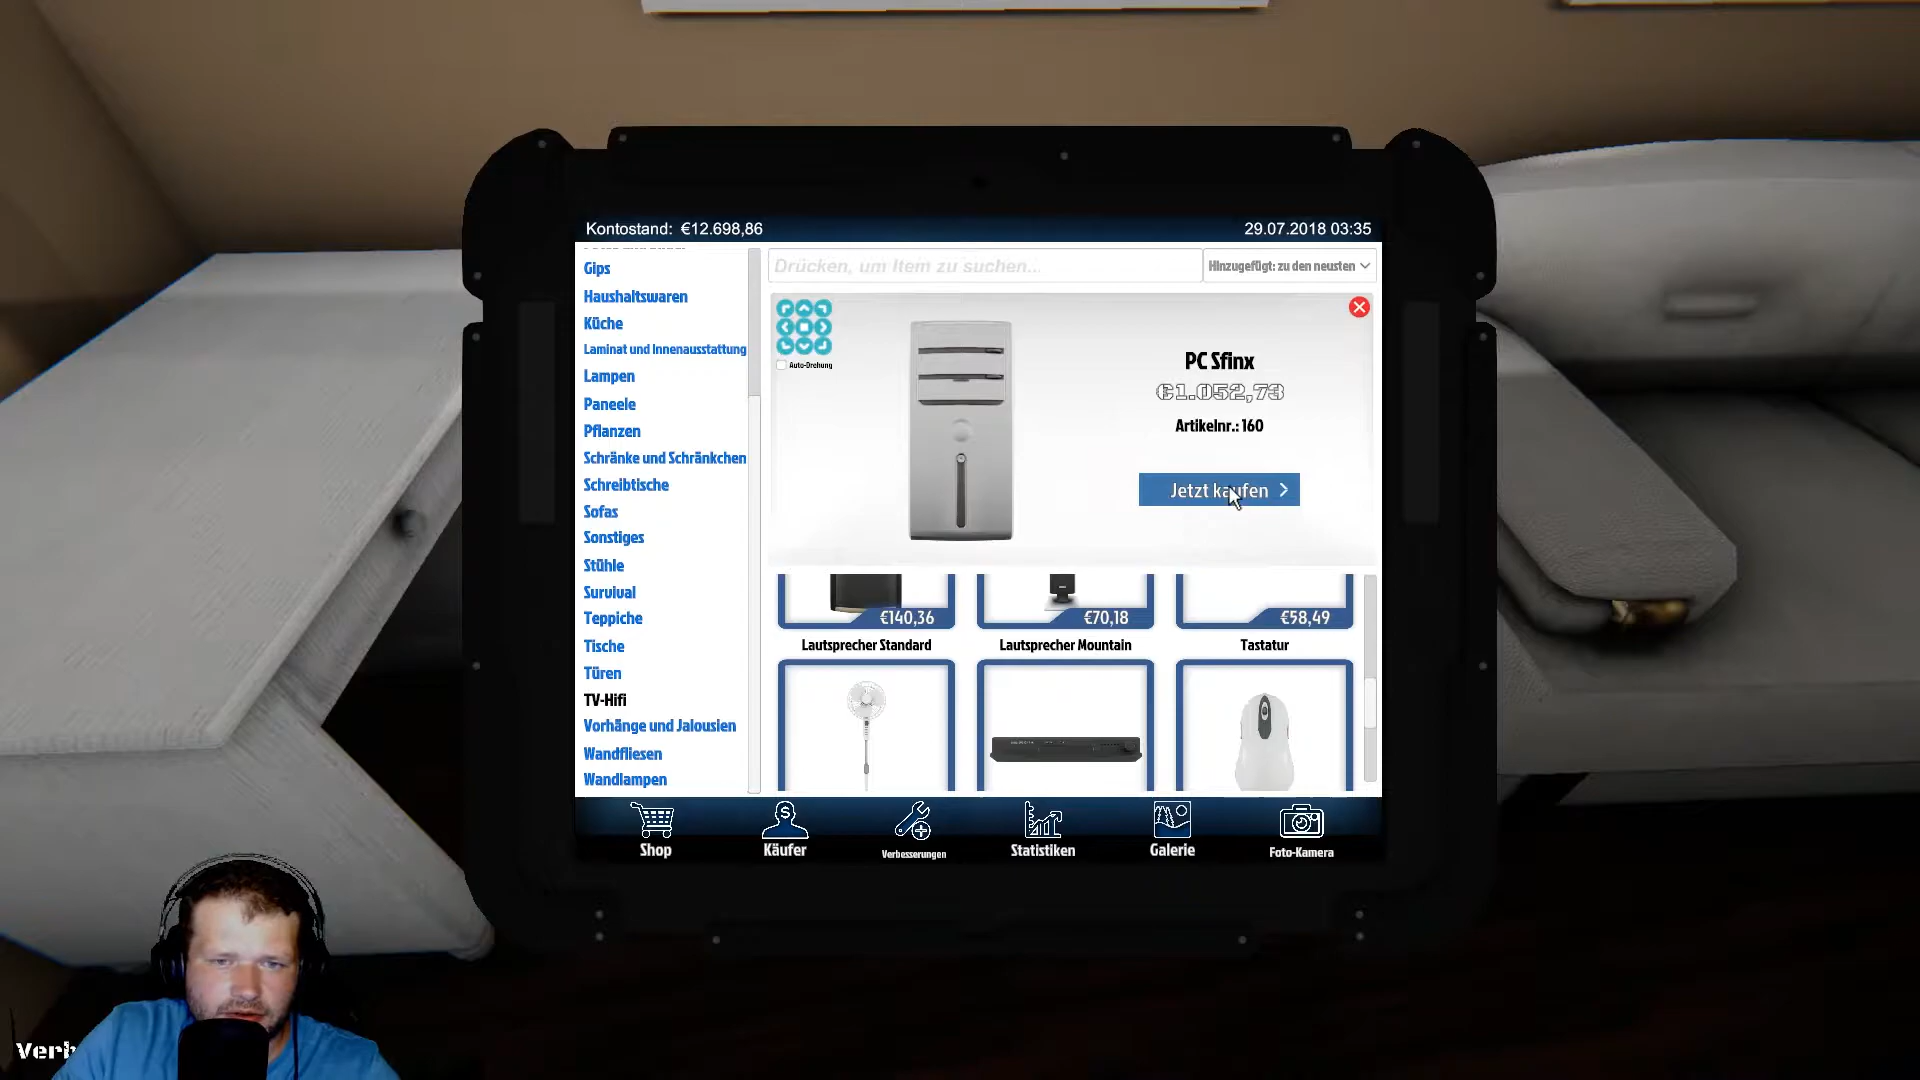 Kontostand: €12.698,86
29.07.2018 03:35
Gips
Haushaltswaren
Küche
Laminat und Innenausstattung
Lampen
Paneele
Pflanzen
Schränke und Schränkchen
Schreibtische
Sofas
Sonstiges
Stühle
Survival
Teppiche
Tische
Türen
TV-Hifi
Vorhänge und Jalousien
Wandfliesen
Wandlampen
Drücken, um Item zu suchen...
Hinzugefügt: zu den neusten
Auto-Drehung
PC Sfinx
€1.052,73
Artikelnr.: 160
Jetzt kaufen
€140,36
€70,18
€58,49
Lautsprecher Standard
Lautsprecher Mountain
Tastatur
Shop
Käufer
Verbesserungen
Statistiken
Galerie
Foto-Kamera
Verb